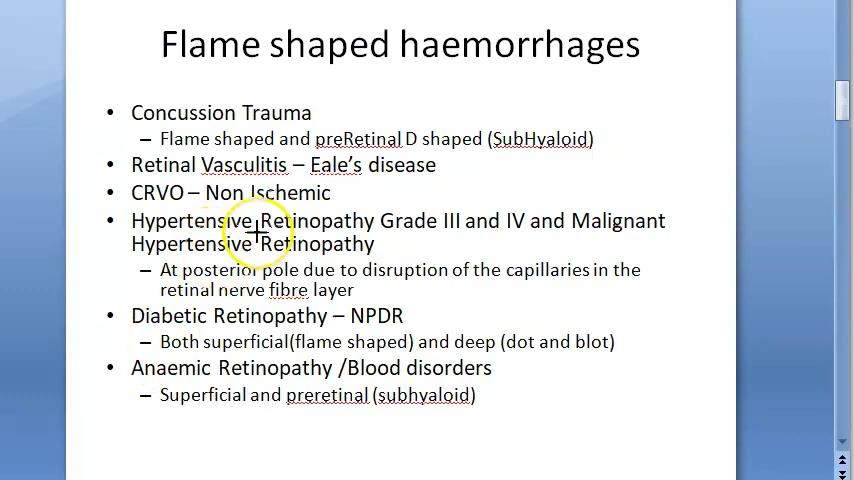 Flame shaped haemorrhages
• Concussion Trauma
– Flame shaped and preRetinal D shaped (SubHyaloid)
• Retinal Vasculitis – Eale's disease
• CRVO – Non Ischemic
• Hypertensive Retinopathy Grade III and IV and Malignant
Hypertensive Retinopathy
– At posterior pole due to disruption of the capillaries in the
retinal nerve fibre layer
• Diabetic Retinopathy – NPDR
– Both superficial(flame shaped) and deep (dot and blot)
• Anaemic Retinopathy /Blood disorders
– Superficial and preretinal (subhyaloid)